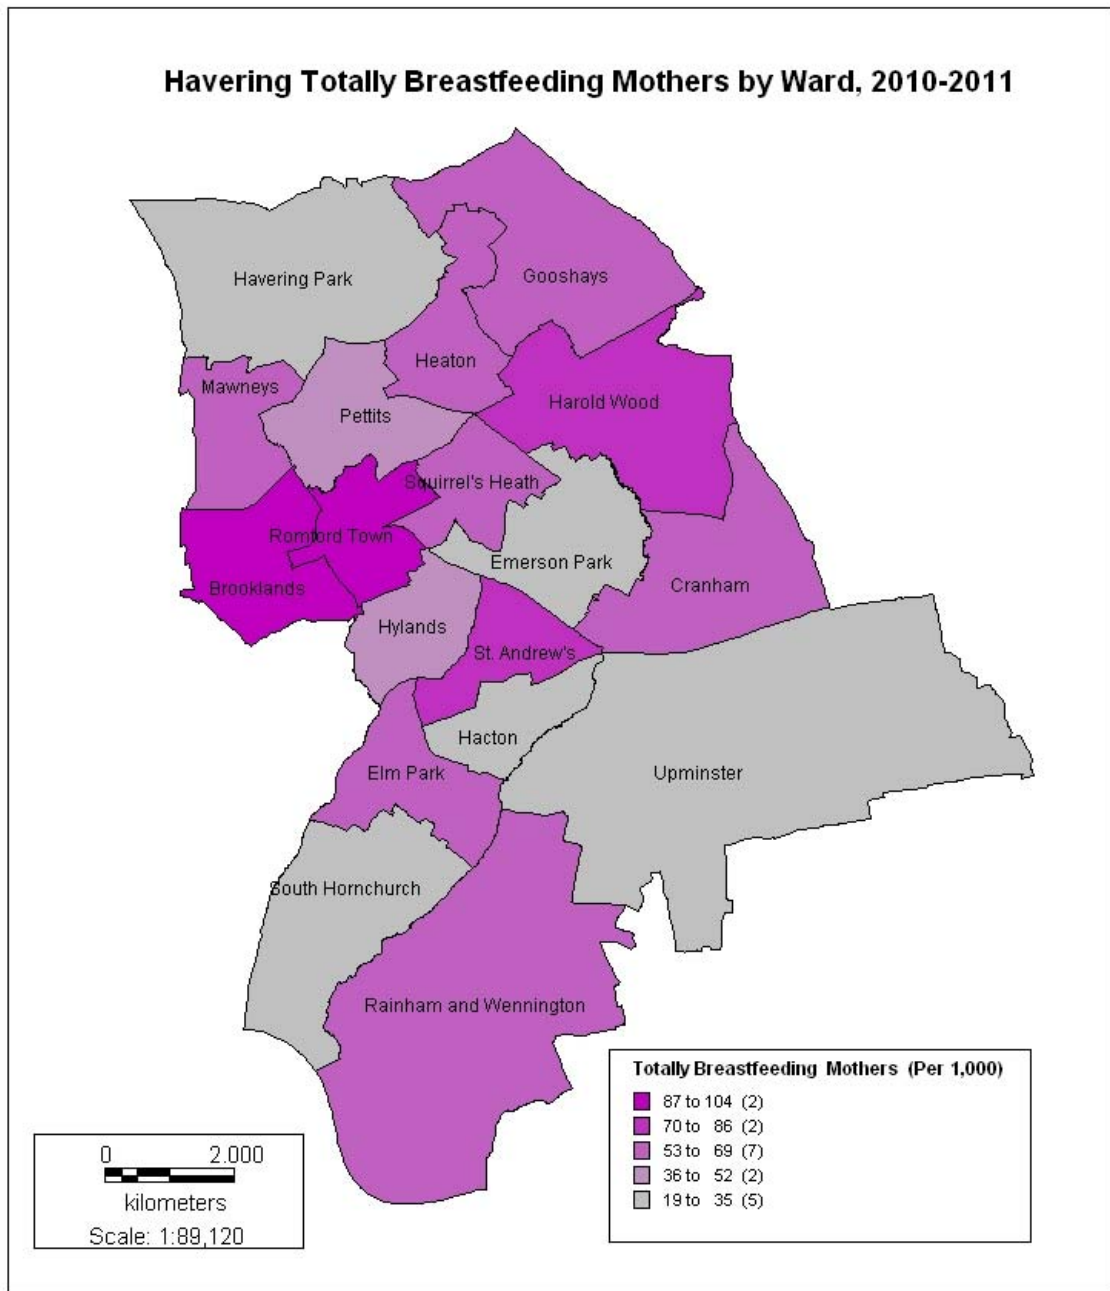 Havering Totally Breastfeeding Mothers by Ward, 2010-2011
Gooshays
Havering Park
Heaton
Mawneys
Harold Wood
Pettits
Squirrel's Heath
Romford Town
Emerson Park
Cranham
Brooklands
Hylands
St. Andrew's
Hacton
Elm Park
Upminster
South Hornchurch
Rainham and Wennington
Totally Breastfeeding Mothers (Per 1,000)
87 to 104 (2)
70 to 86 (2)
53 to 69 (7)
36 to 52 (2)
19 to 35 (5)
0 2.000
kilometers
Scale: 1:89,120